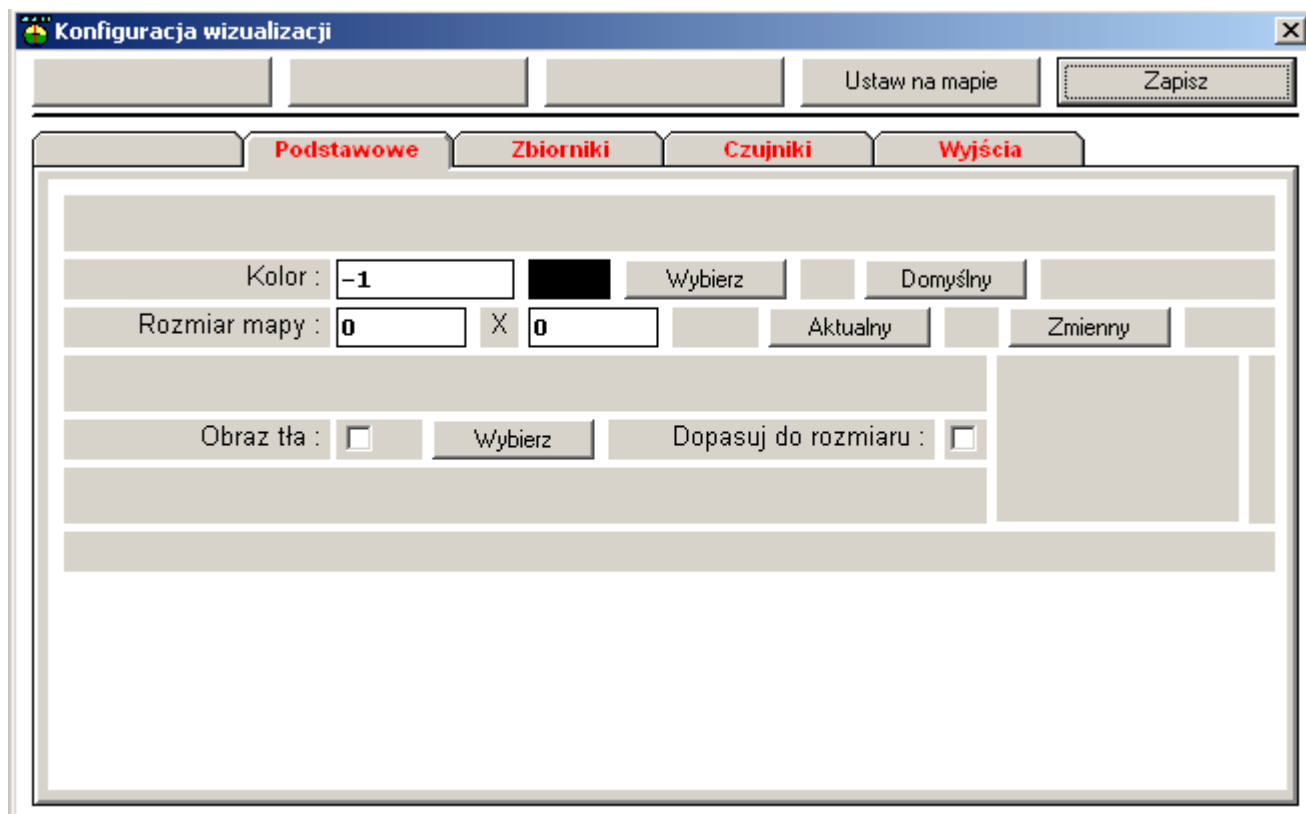 Konfiguracja wizualizacji
Ustaw na mapie Zapisz
Podstawowe Zbiorniki Czujniki Wyjścia
Kolor : -1 Wybierz Domyślny
Rozmiar mapy : 0 X 0 Aktualny Zmienny
Obraz tła : Wybierz Dopasuj do rozmiaru :